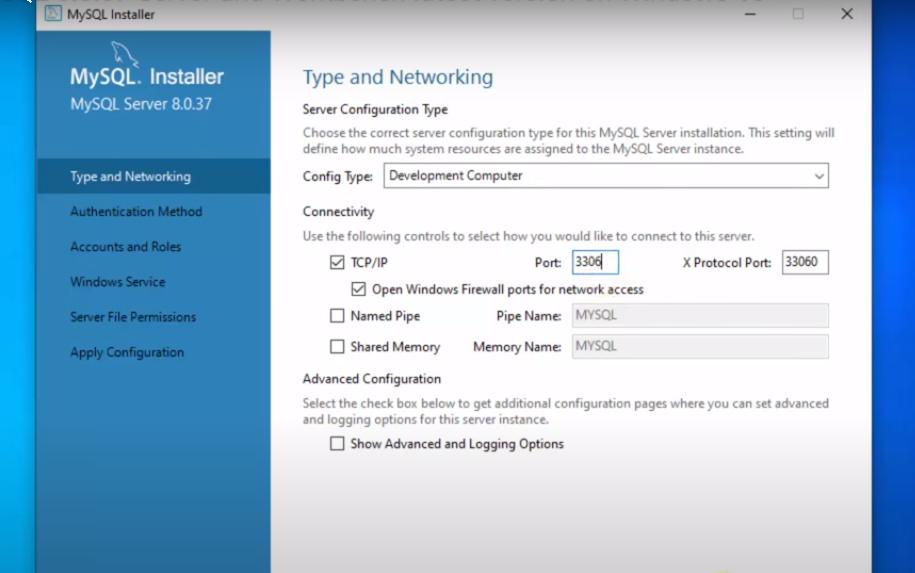 MySQL Installer
MySQL. Installer
MySQL Server 8.0.37
Type and Networking
Authentication Method
Accounts and Roles
Windows Service
Server File Permissions
Apply Configuration
Type and Networking
Server Configuration Type
Choose the correct server configuration type for this MySQL Server installation. This setting will
define how much system resources are assigned to the MySQL Server instance.
Config Type: Development Computer
Connectivity
Use the following controls to select how you would like to connect to this server.
TCP/IP Port: 3306 X Protocol Port: 33060
Open Windows Firewall ports for network access
Named Pipe Pipe Name: MYSQL
Shared Memory Memory Name: MYSQL
Advanced Configuration
Select the check box below to get additional configuration pages where you can set advanced
and logging options for this server instance.
Show Advanced and Logging Options